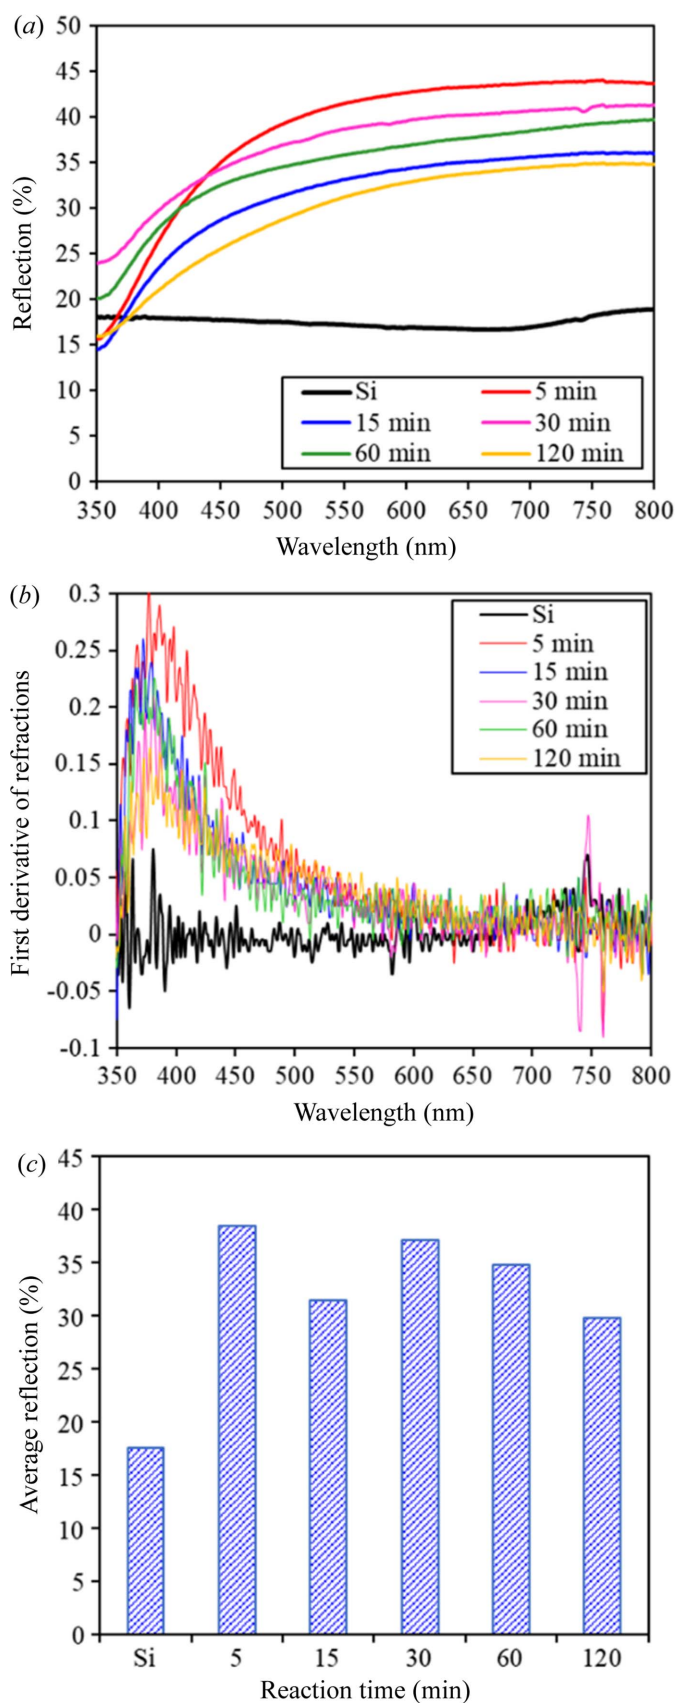 (a)
50
45
40
35
30
25
20
15
10
5
0
Reflection (%)
Si 5 min
15 min 30 min
60 min 120 min
350 400 450 500 550 600 650 700 750 800
Wavelength (nm)
(b)
0.3
0.25
0.2
0.15
0.1
0.05
0
-0.05
-0.1
First derivative of refractions
Si
5 min
15 min
30 min
60 min
120 min
350 400 450 500 550 600 650 700 750 800
Wavelength (nm)
(c)
45
40
35
30
25
20
15
10
5
0
Average reflection (%)
Si 5 15 30 60 120
Reaction time (min)